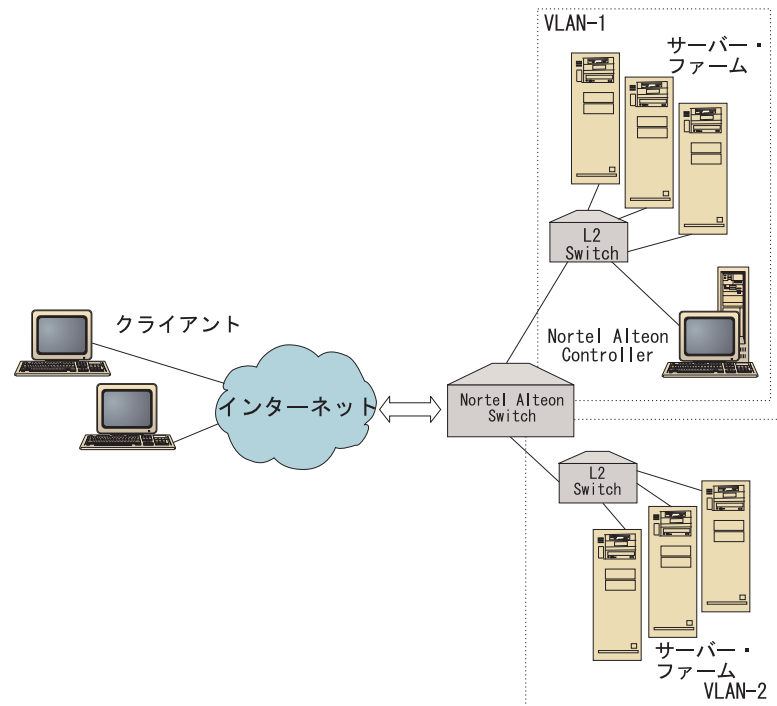 VLAN-1
サーバー・
ファーム
L2
Switch
クライアント
Nortel Alteon
Controller
インターネット
Nortel Alteon
Switch
L2
Switch
サーバー・
ファーム
VLAN-2